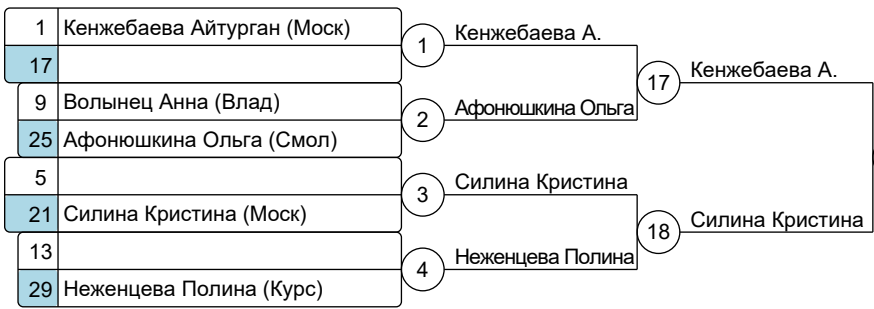 1 Кенжебаева Айтурган (Моск)
17
1 Кенжебаева А.
9 Волынец Анна (Влад)
25 Афонюшкина Ольга (Смол)
2 Афонюшкина Ольга
17 Кенжебаева А.
5
21 Силина Кристина (Моск)
3 Силина Кристина
13
29 Неженцева Полина (Курс)
4 Неженцева Полина
18 Силина Кристина